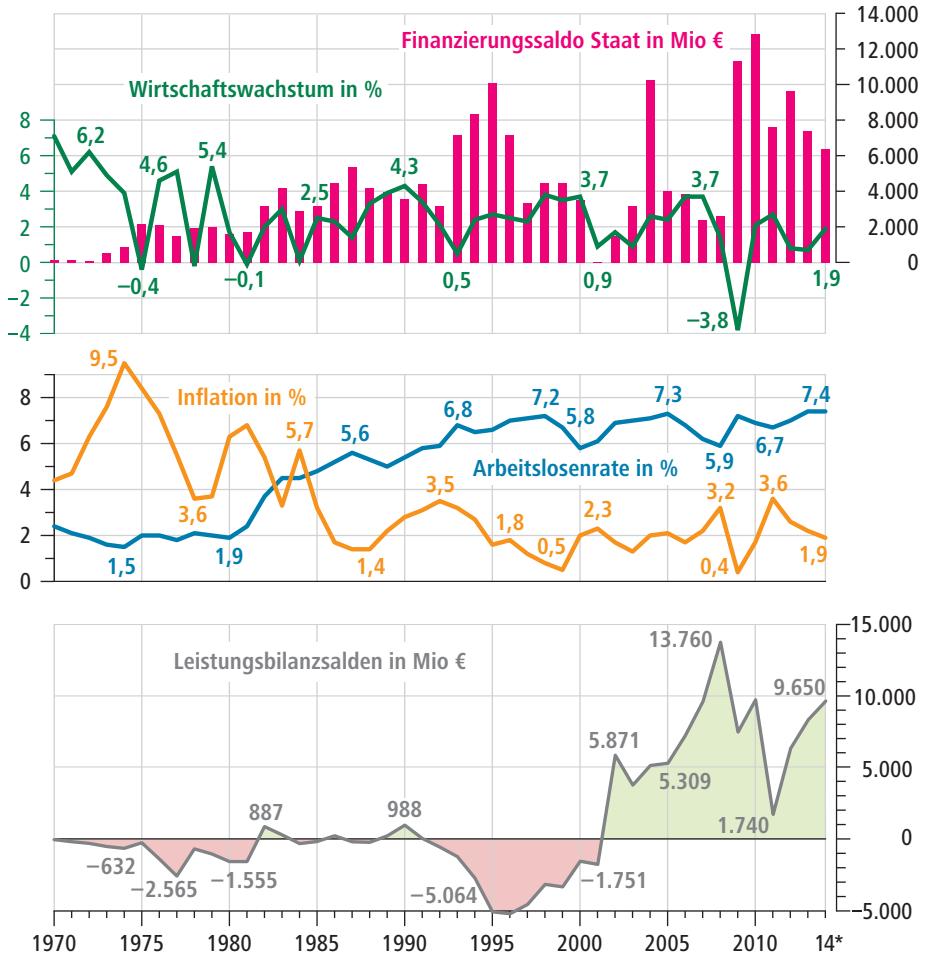 14.000
Finanzierungssaldo Staat in Mio €
12.000
10.000
Wirtschaftswachstum in %
8 6,2 4,6 5,4 8.000
6 4,3 6.000
4 2,5 3,7 3,7 4.000
2 2.000
0 0
−0,4 −0,1 0,5 0,9 1,9
−2
−3,8
−4
9,5
8 Inflation in % 7,2 7,3 7,4
6,8 5,8
6 5,7 5,6
Arbeitslosenrate in % 5,9 6,7
4
3,6 3,5 1,8 2,3 3,2 3,6
2
1,5 1,9 1,4 0,5 0,4 1,9
0
15.000
Leistungsbilanzsalden in Mio € 13.760
9.650
10.000
5.871
5.309 5.000
887 988 1.740
0
−632
−2.565 −1.555 −5.064 −1.751
−5.000
1970 1975 1980 1985 1990 1995 2000 2005 2010 14*